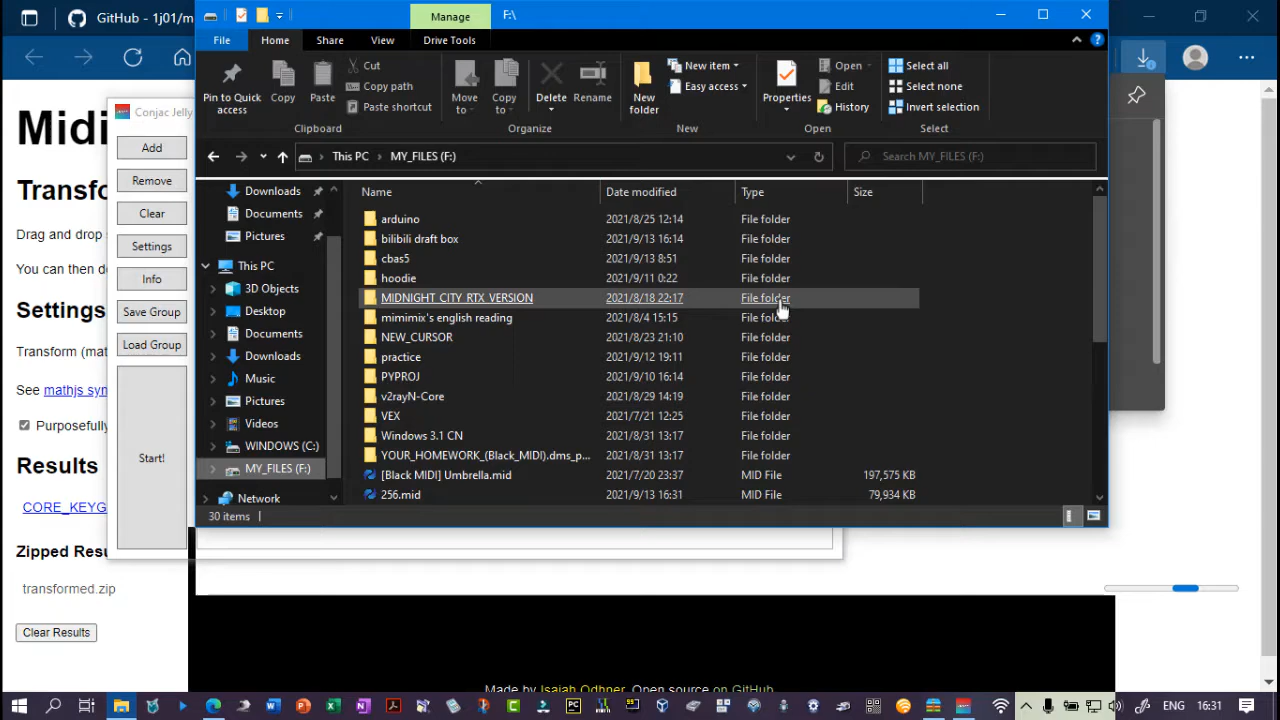 GitHub - 1j01/m
Manage
F:\
File
Home
Share
View
Drive Tools
Pin to Quick access
Copy
Paste
Cut
Copy path
Paste shortcut
Move to
Copy to
Delete
Rename
New folder
New item
Easy access
Properties
Open
Edit
History
Select all
Select none
Invert selection
Clipboard
Organize
New
Open
Select
This PC
MY_FILES (F:)
Search MY_FILES (F:)
Downloads
Documents
Pictures
This PC
3D Objects
Desktop
Documents
Downloads
Music
Pictures
Videos
WINDOWS (C:)
MY_FILES (F:)
Network
Name Date modified Type Size
arduino 2021/8/25 12:14 File folder
bilibili draft box 2021/9/13 16:14 File folder
cbas5 2021/9/13 8:51 File folder
hoodie 2021/9/11 0:22 File folder
MIDNIGHT_CITY_RTX_VERSION 2021/8/18 22:17 File folder
mimimix's english reading 2021/8/4 15:15 File folder
NEW_CURSOR 2021/8/23 21:10 File folder
practice 2021/9/12 19:11 File folder
PYPROJ 2021/9/10 16:14 File folder
v2rayN-Core 2021/8/29 14:19 File folder
VEX 2021/7/21 12:25 File folder
Windows 3.1 CN 2021/8/31 13:17 File folder
YOUR_HOMEWORK_(Black_MIDI).dms_p... 2021/8/31 13:17 File folder
[Black MIDI] Umbrella.mid 2021/7/20 23:37 MID File 197,575 KB
256.mid 2021/9/13 16:31 MID File 79,934 KB
30 items
Conjac Jelly
Add
Remove
Clear
Settings
Info
Save Group
Load Group
Start!
Midi
Transfo
Drag and drop
You can then d
Settings
Transform (mat
See mathjs syn
Purposefully
Results
CORE_KEYG
Zipped Resu
transformed.zip
Clear Results
Made by Isaiah Odhner. Open source on GitHub
ENG
16:31